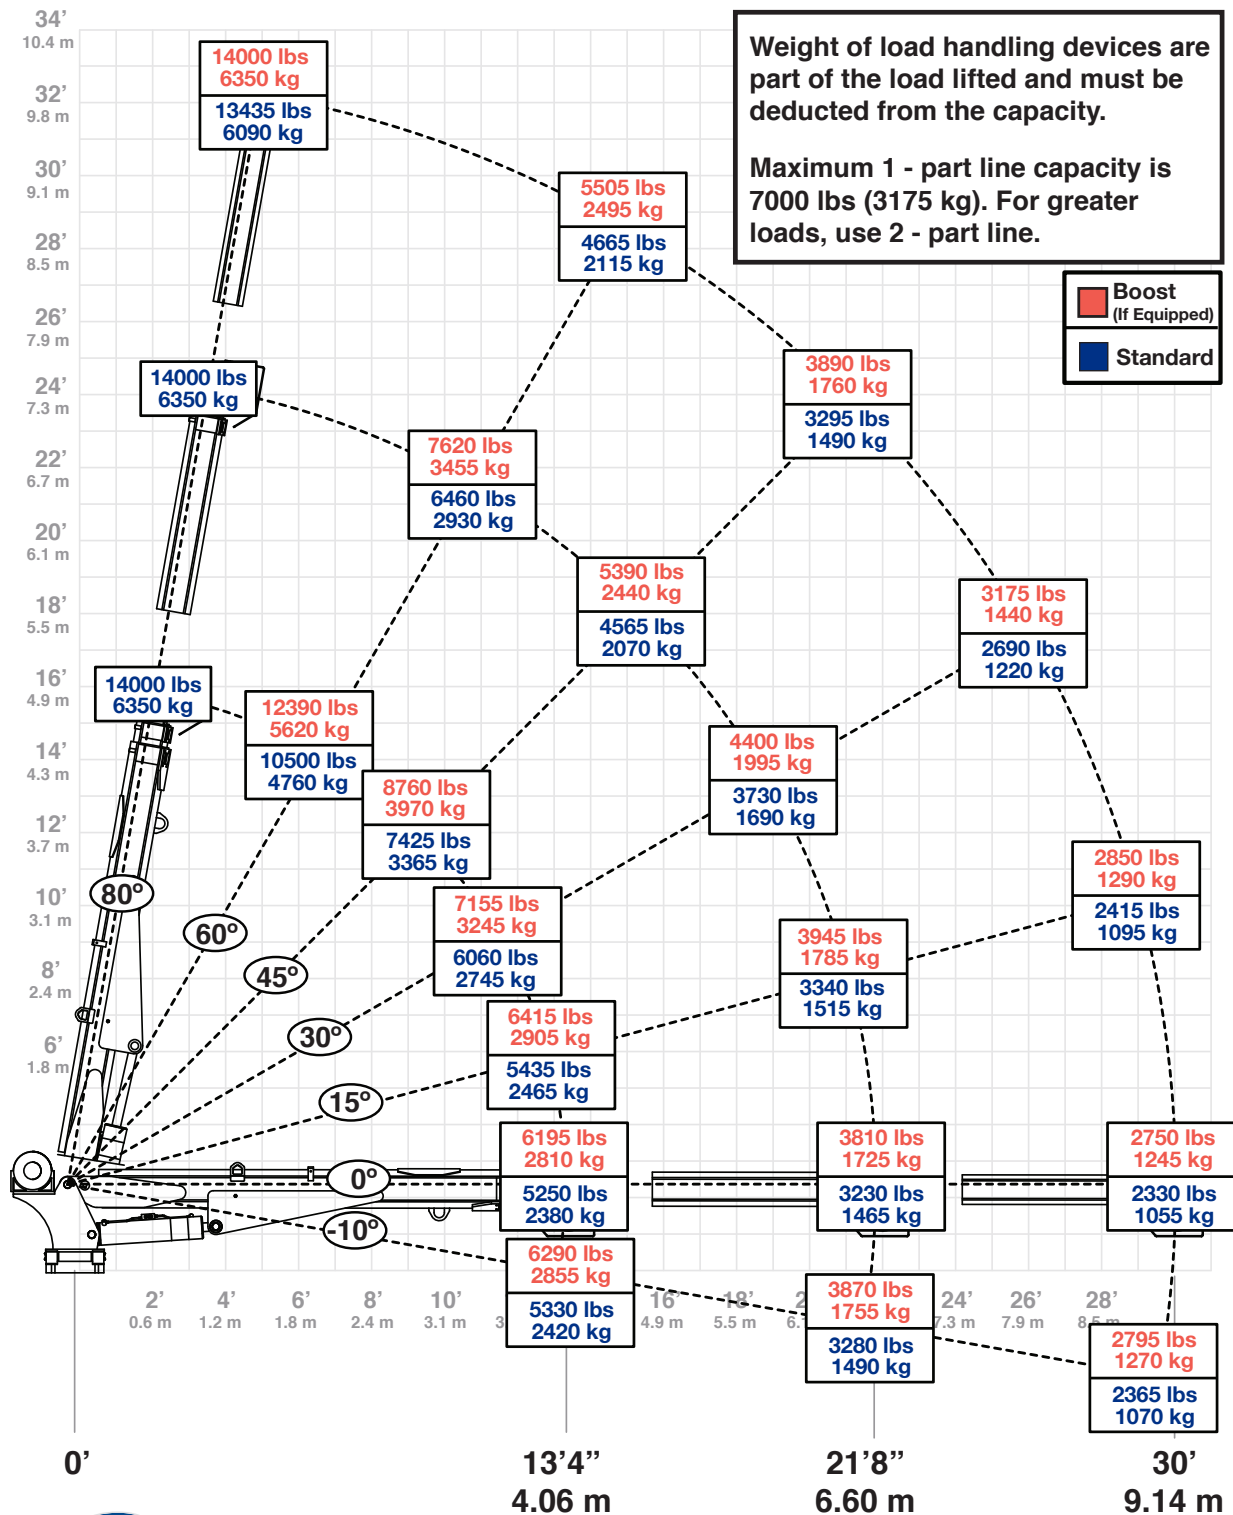 34’
10.4 m
32’
9.8 m
30’
9.1 m
28’
8.5 m
26’
7.9 m
24’
7.3 m
22’
6.7 m
20’
6.1 m
18’
5.5 m
16’
4.9 m
14’
4.3 m
12’
3.7 m
10’
3.1 m
8’
2.4 m
6’
1.8 m
Weight of load handling devices are
part of the load lifted and must be
deducted from the capacity.
Maximum 1 - part line capacity is
7000 lbs (3175 kg). For greater
loads, use 2 - part line.
Boost
(If Equipped)
Standard
14000 lbs
6350 kg
13435 lbs
6090 kg
5505 lbs
2495 kg
4665 lbs
2115 kg
3890 lbs
1760 kg
3295 lbs
1490 kg
14000 lbs
6350 kg
7620 lbs
3455 kg
6460 lbs
2930 kg
5390 lbs
2440 kg
4565 lbs
2070 kg
3175 lbs
1440 kg
2690 lbs
1220 kg
14000 lbs
6350 kg
12390 lbs
5620 kg
10500 lbs
4760 kg
8760 lbs
3970 kg
7425 lbs
3365 kg
4400 lbs
1995 kg
3730 lbs
1690 kg
7155 lbs
3245 kg
6060 lbs
2745 kg
2850 lbs
1290 kg
2415 lbs
1095 kg
3945 lbs
1785 kg
3340 lbs
1515 kg
6415 lbs
2905 kg
5435 lbs
2465 kg
80º
60º
45º
30º
15º
0º
-10º
6195 lbs
2810 kg
5250 lbs
2380 kg
3810 lbs
1725 kg
3230 lbs
1465 kg
2750 lbs
1245 kg
2330 lbs
1055 kg
6290 lbs
2855 kg
5330 lbs
2420 kg
3870 lbs
1755 kg
3280 lbs
1490 kg
2795 lbs
1270 kg
2365 lbs
1070 kg
2’ 4’ 6’ 8’ 10’ 16’ 18’ 24’ 26’ 28’
0.6 m 1.2 m 1.8 m 2.4 m 3.1 m 4.9 m 5.5 m 7.3 m 7.9 m 8.5 m
0’ 13’4” 21’8” 30’
4.06 m 6.60 m 9.14 m